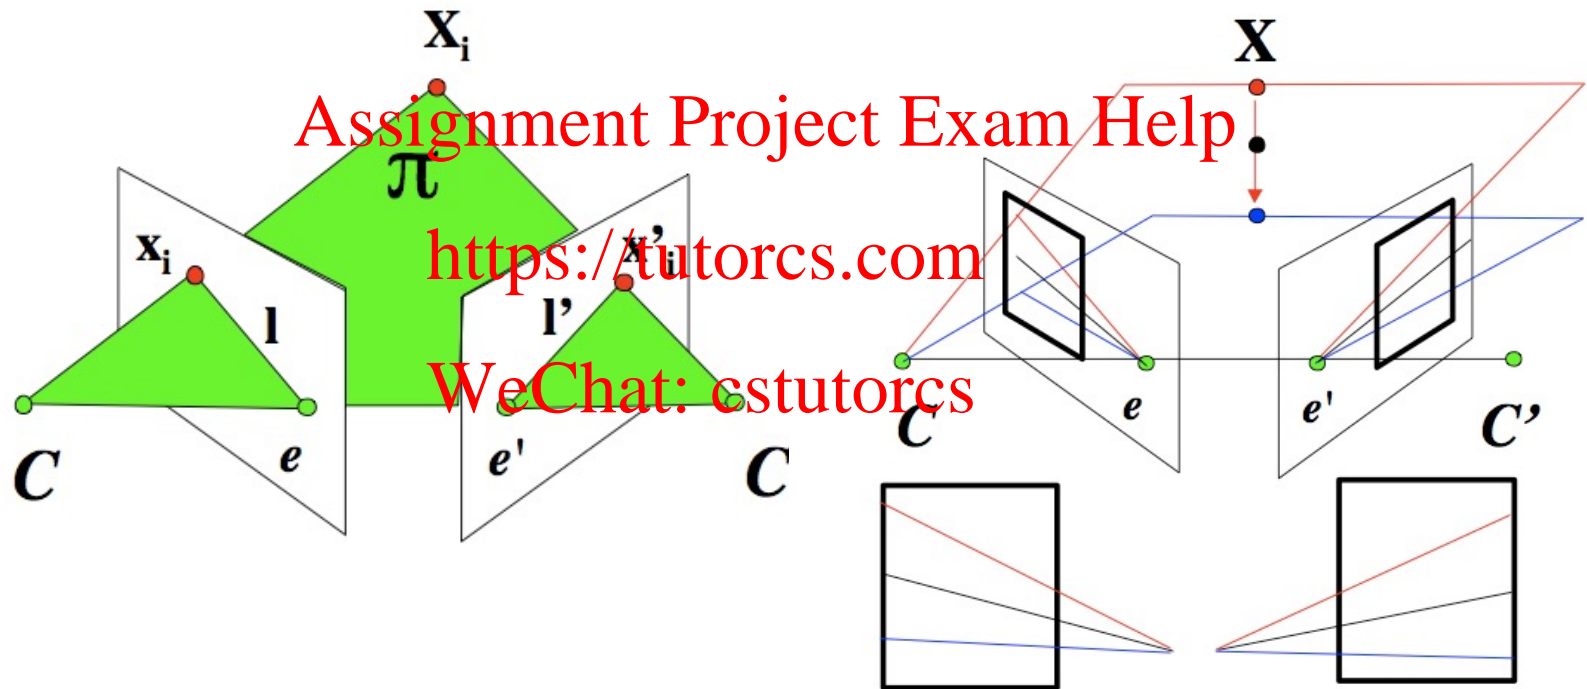 Xᵢ
X
Assignment Project Exam Help
π
xᵢ
https://tutorcs.com
x’ᵢ
l
l’
WeChat: cstutorcs
C
e
e'
C
C
e
e'
C’